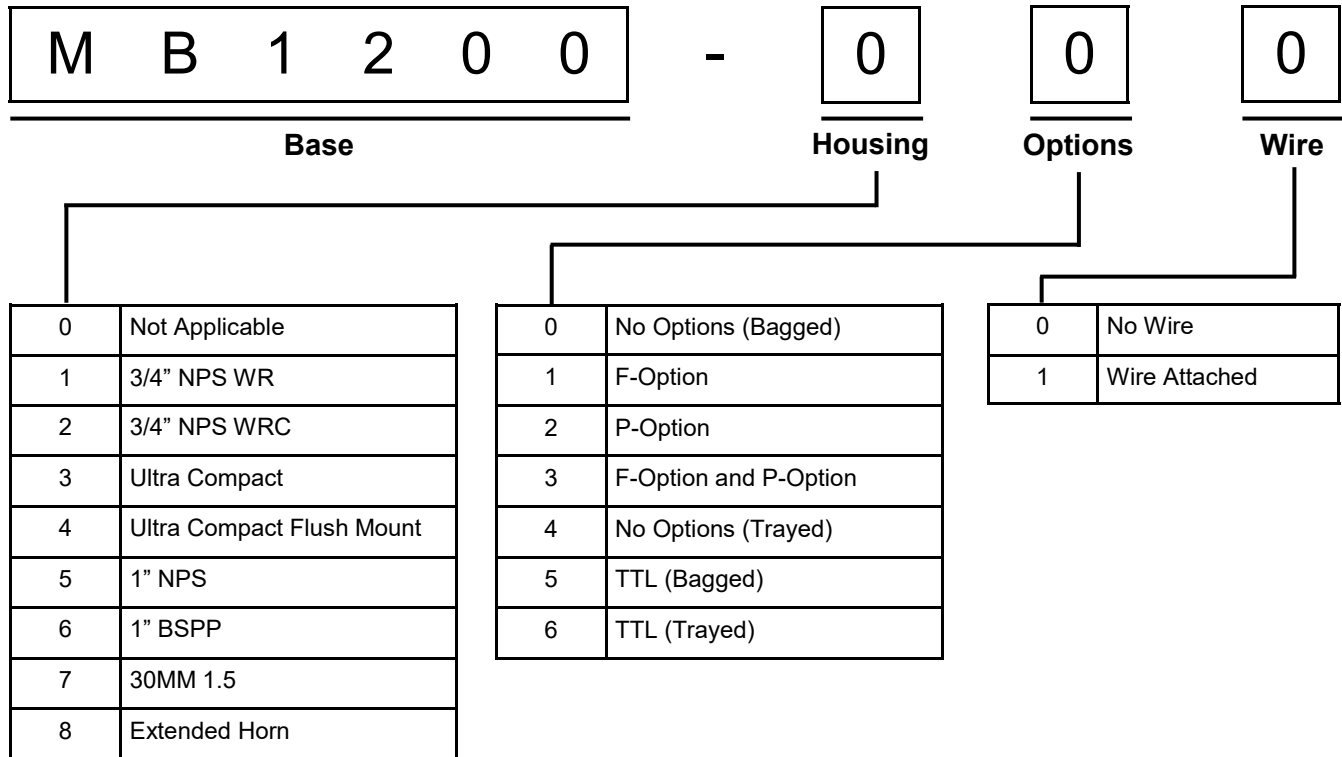 M B 1 2 0 0 - 0 0 0
Base Housing Options Wire
0 Not Applicable
1 3/4” NPS WR
2 3/4” NPS WRC
3 Ultra Compact
4 Ultra Compact Flush Mount
5 1” NPS
6 1” BSPP
7 30MM 1.5
8 Extended Horn
0 No Options (Bagged)
1 F-Option
2 P-Option
3 F-Option and P-Option
4 No Options (Trayed)
5 TTL (Bagged)
6 TTL (Trayed)
0 No Wire
1 Wire Attached